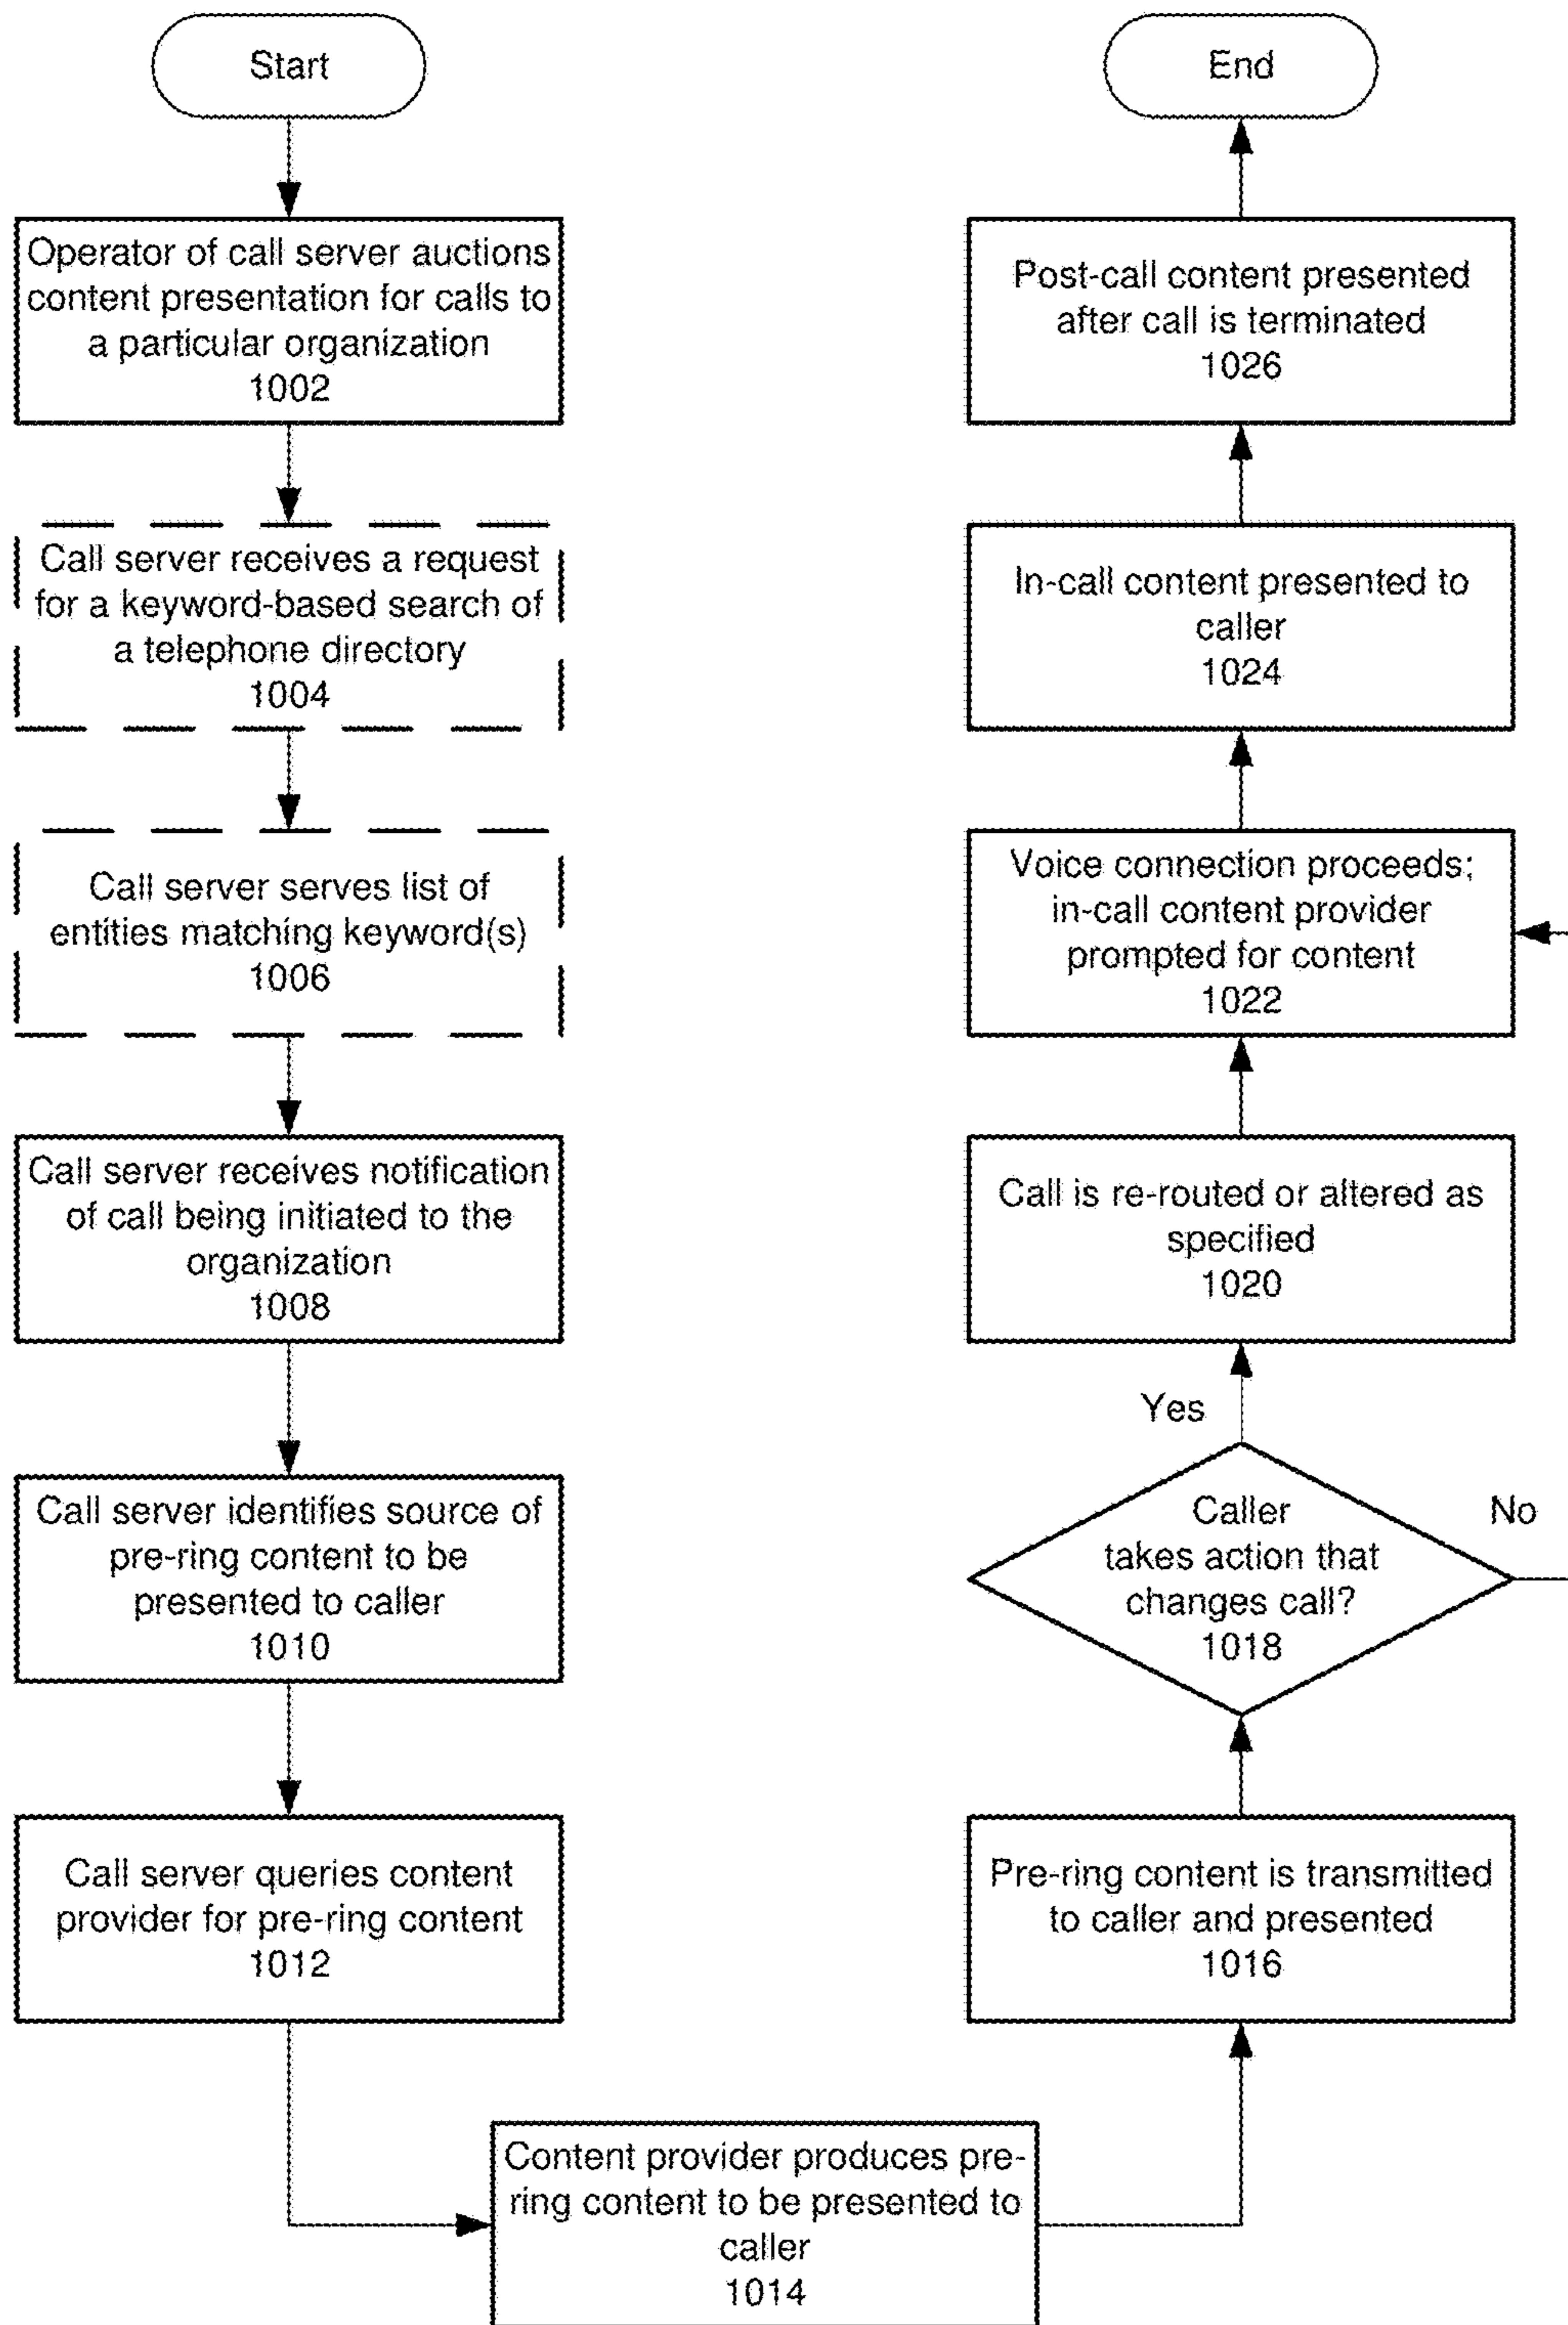 Start
Operator of call server auctions
content presentation for calls to
a particular organization
1002
Call server receives a request
for a keyword-based search of
a telephone directory
1004
Call server serves list of
entities matching keyword(s)
1006
Call server receives notification
of call being initiated to the
organization
1008
Call server identifies source of
pre-ring content to be
presented to caller
1010
Call server queries content
provider for pre-ring content
1012
Content provider produces pre-
ring content to be presented to
caller
1014
Pre-ring content is transmitted
to caller and presented
1016
Caller
takes action that
changes call?
1018
Yes
No
Call is re-routed or altered as
specified
1020
Voice connection proceeds;
in-call content provider
prompted for content
1022
In-call content presented to
caller
1024
Post-call content presented
after call is terminated
1026
End